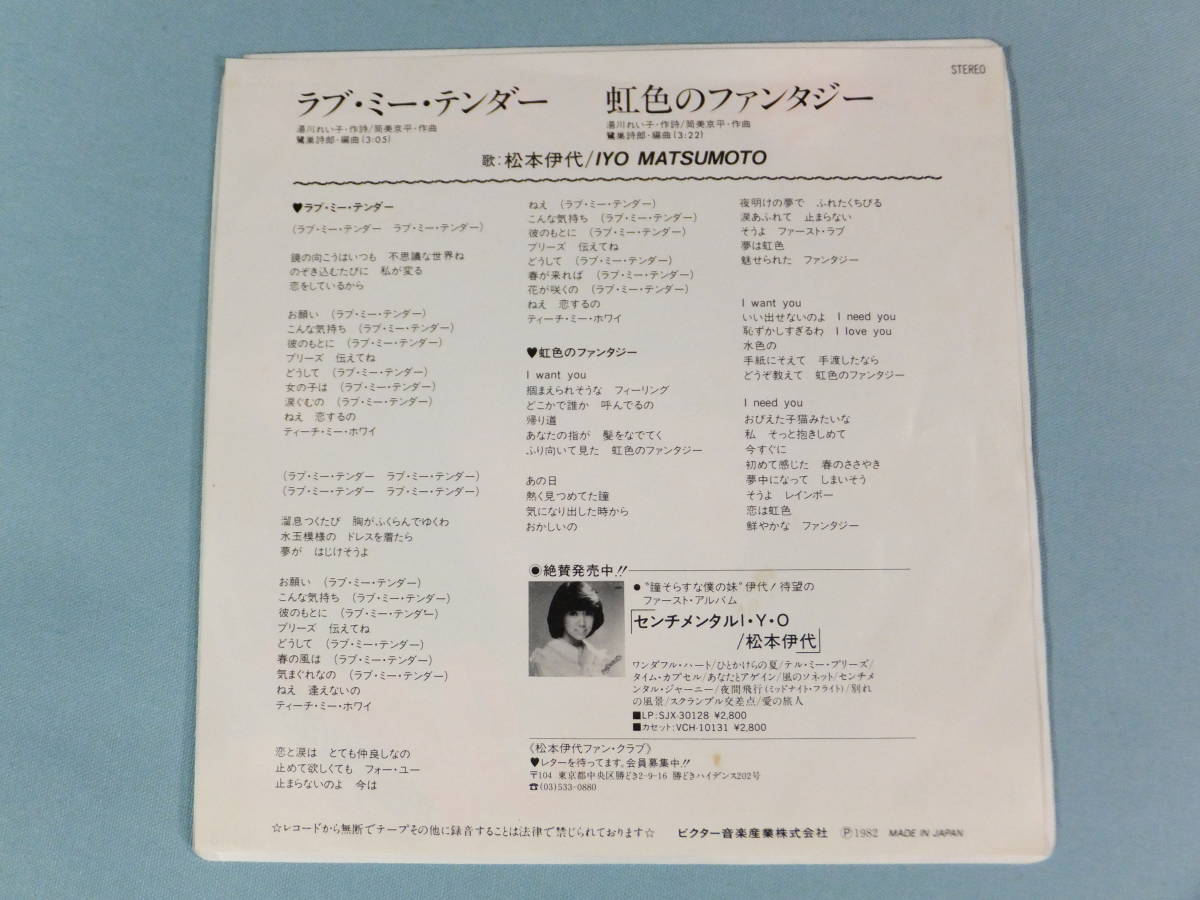 STEREO
ラブ・ミー・テンダー
湯川れい子・作詩/筒美京平・作曲
鷺巣詩郎・編曲(3:05)
虹色のファンタジー
湯川れい子・作詩/筒美京平・作曲
鷺巣詩郎・編曲(3:22)
歌:松本伊代/IYO MATSUMOTO
♥ラブ・ミー・テンダー
(ラブ・ミー・テンダー ラブ・ミー・テンダー)
鏡の向こうはいつも 不思議な世界ね
のぞき込むたびに 私が変る
恋をしているから
お願い (ラブ・ミー・テンダー)
こんな気持ち (ラブ・ミー・テンダー)
彼のもとに (ラブ・ミー・テンダー)
プリーズ 伝えてね
どうして (ラブ・ミー・テンダー)
女の子は (ラブ・ミー・テンダー)
涙ぐむの (ラブ・ミー・テンダー)
ねえ 恋するの
ティーチ・ミー・ホワイ
(ラブ・ミー・テンダー ラブ・ミー・テンダー)
(ラブ・ミー・テンダー ラブ・ミー・テンダー)
溜息つくたび 胸がふくらんでゆくわ
水玉模様の ドレスを着たら
夢が はじけそうよ
お願い (ラブ・ミー・テンダー)
こんな気持ち (ラブ・ミー・テンダー)
彼のもとに (ラブ・ミー・テンダー)
プリーズ 伝えてね
どうして (ラブ・ミー・テンダー)
春の風は (ラブ・ミー・テンダー)
気まぐれなの (ラブ・ミー・テンダー)
ねえ 逢えないの
ティーチ・ミー・ホワイ
恋と涙は とても仲良しなの
止めて欲しくても フォー・ユー
止まらないのよ 今は
ねえ (ラブ・ミー・テンダー)
こんな気持ち (ラブ・ミー・テンダー)
彼のもとに (ラブ・ミー・テンダー)
プリーズ 伝えてね
どうして (ラブ・ミー・テンダー)
春が来れば (ラブ・ミー・テンダー)
花が咲くの (ラブ・ミー・テンダー)
ねえ 恋するの
ティーチ・ミー・ホワイ
♥虹色のファンタジー
I want you
掴まえられそうな フィーリング
どこかで誰か 呼んでるの
帰り道
あなたの指が 髪をなでてく
ふり向いて見た 虹色のファンタジー
あの日
熱く見つめてた瞳
気になり出した時から
おかしいの
夜明けの夢で ふれたくちびる
涙あふれて 止まらない
そうよ ファースト・ラブ
夢は虹色
魅せられた ファンタジー
I want you
いい出せないのよ I need you
恥ずかしすぎるわ I love you
水色の
手紙にそえて 手渡したなら
どうぞ教えて 虹色のファンタジー
I need you
おびえた子猫みたいな
私 そっと抱きしめて
今すぐに
初めて感じた 春のささやき
夢中になって しまいそう
そうよ レインボー
恋は虹色
鮮やかな ファンタジー
◉絶賛発売中!!
●“瞳そらすな僕の妹”伊代!待望の
ファースト・アルバム
センチメンタルI・Y・O
/松本伊代
ワンダフル・ハート/ひとかけらの夏/テル・ミー・プリーズ/
タイム・カプセル/あなたとアゲイン/風のソネット/センチメ
ンタル・ジャーニー/夜間飛行(ミッドナイト・フライト)/別れ
の風景/スクランブル交差点/愛の旅人
■LP:SJX-30128 ¥2,800
■カセット:VCH-10131 ¥2,800
《松本伊代ファン・クラブ》
♥レターを待ってます。会員募集中!!
〒104 東京都中央区勝どき2-9-16 勝どきハイデンス202号
☎(03)533-0880
☆レコードから無断でテープその他に録音することは法律で禁じられております☆
ビクター音楽産業株式会社 Ⓟ1982 MADE IN JAPAN